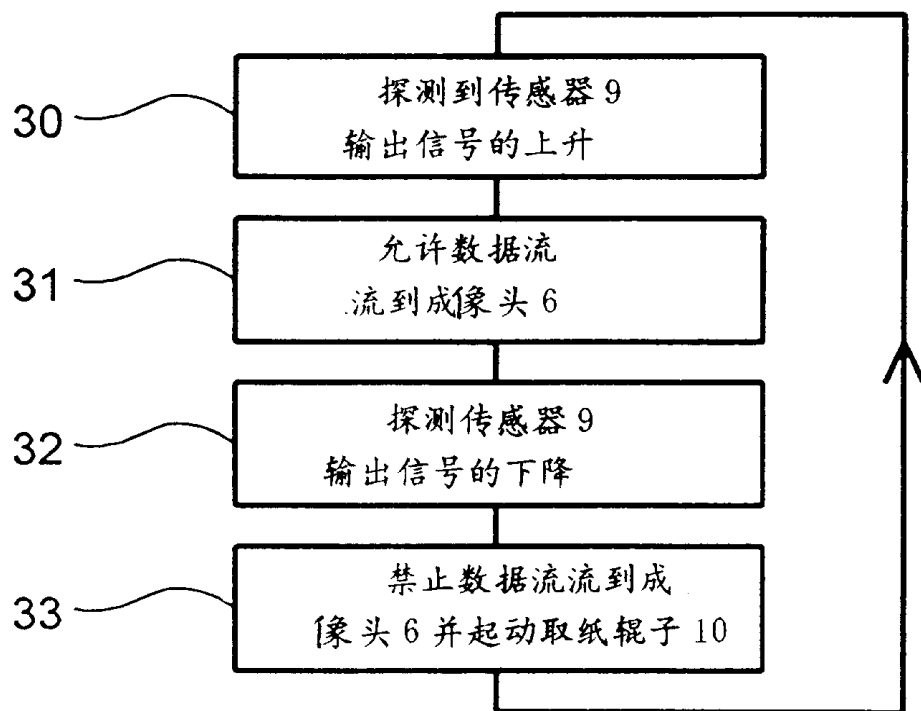 30
探测到传感器 9
输出信号的上升
31
允许数据流
流到成像头 6
32
探测传感器 9
输出信号的下降
33
禁止数据流流到成
像头 6 并起动取纸辊子 10